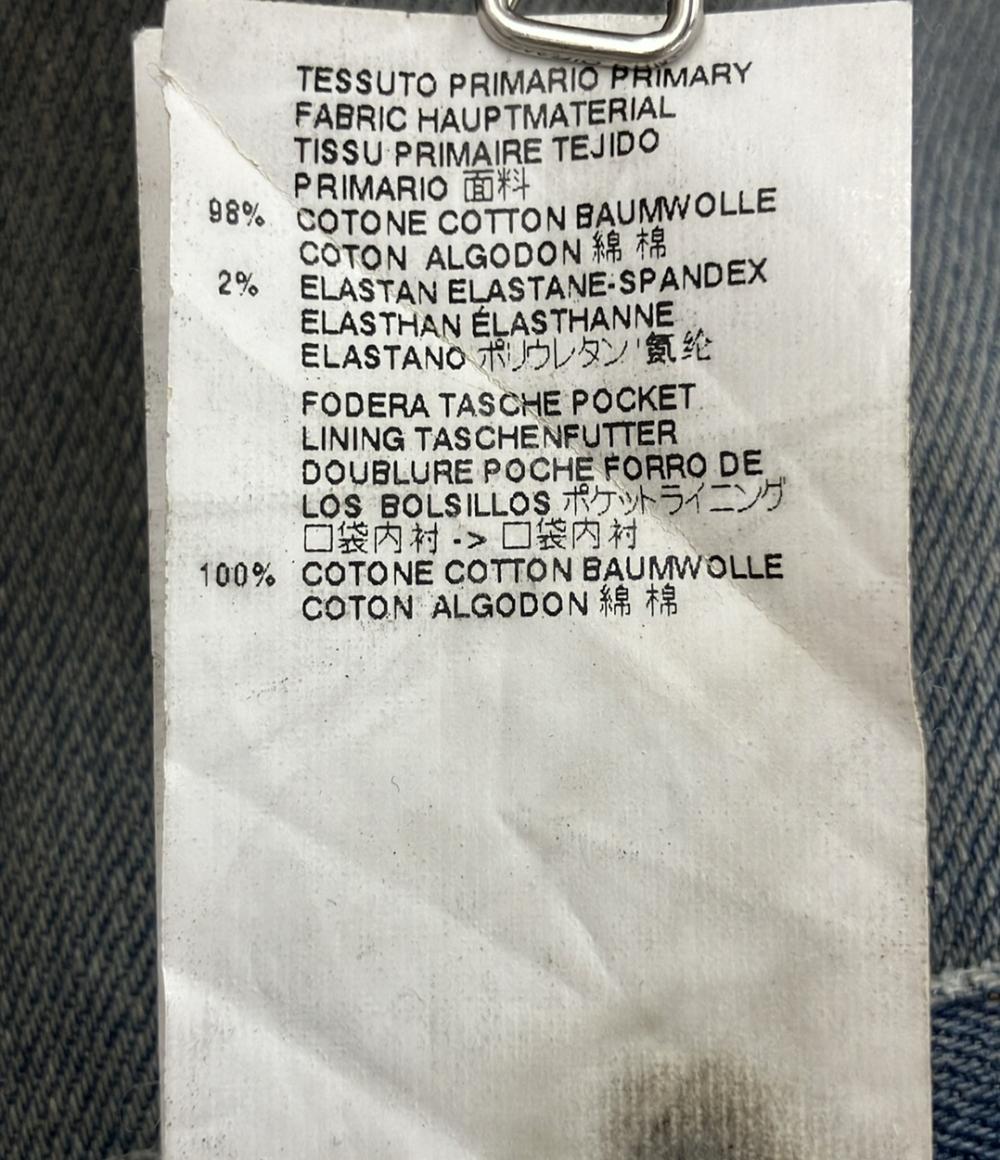 TESSUTO PRIMARIO PRIMARY
FABRIC HAUPTMATERIAL
TISSU PRIMAIRE TEJIDO
PRIMARIO 面料
98% COTONE COTTON BAUMWOLLE
COTON ALGODON 綿 棉
2% ELASTAN ELASTANE-SPANDEX
ELASTHAN ÉLASTHANNE
ELASTANO ポリウレタン 氨纶
FODERA TASCHE POCKET
LINING TASCHENFUTTER
DOUBLURE POCHE FORRO DE
LOS BOLSILLOS ポケットライニング
口袋内衬 -> 口袋内衬
100% COTONE COTTON BAUMWOLLE
COTON ALGODON 綿 棉